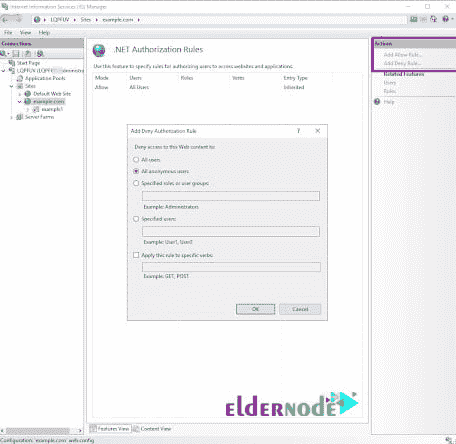 Internet Information Services (IIS) Manager
LQPFUV
Sites
example.com
File View Help
Connections
Start Page
Application Pools
Sites
Default Web Site
example.com
example1
Server Farms
.NET Authorization Rules
Use this feature to specify rules for authorizing users to access websites and applications.
Mode Users Roles Verbs Entry Type
Allow All Users Inherited
Add Deny Authorization Rule
? ×
Deny access to this Web content to:
All users
All anonymous users
Specified roles or user groups:
Example: Administrators
Specified users:
Example: User1, User2
Apply this rule to specific verbs:
Example: GET, POST
OK Cancel
Actions
Add Allow Rule...
Add Deny Rule...
Related Features
Users
Roles
Help
ELDERNODE
Features View Content View
Configuration: 'example.com' web.config